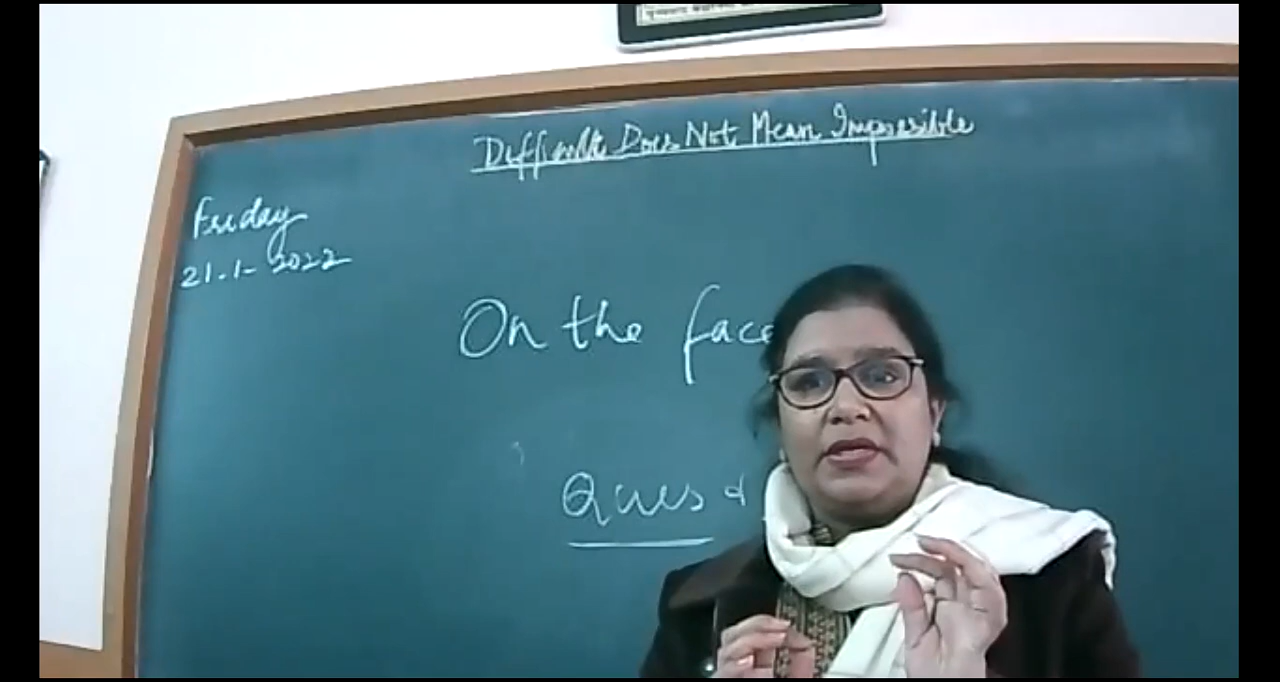 Difficult Does Not Mean Impossible
Friday
21-1-2022
On the face
Ques &